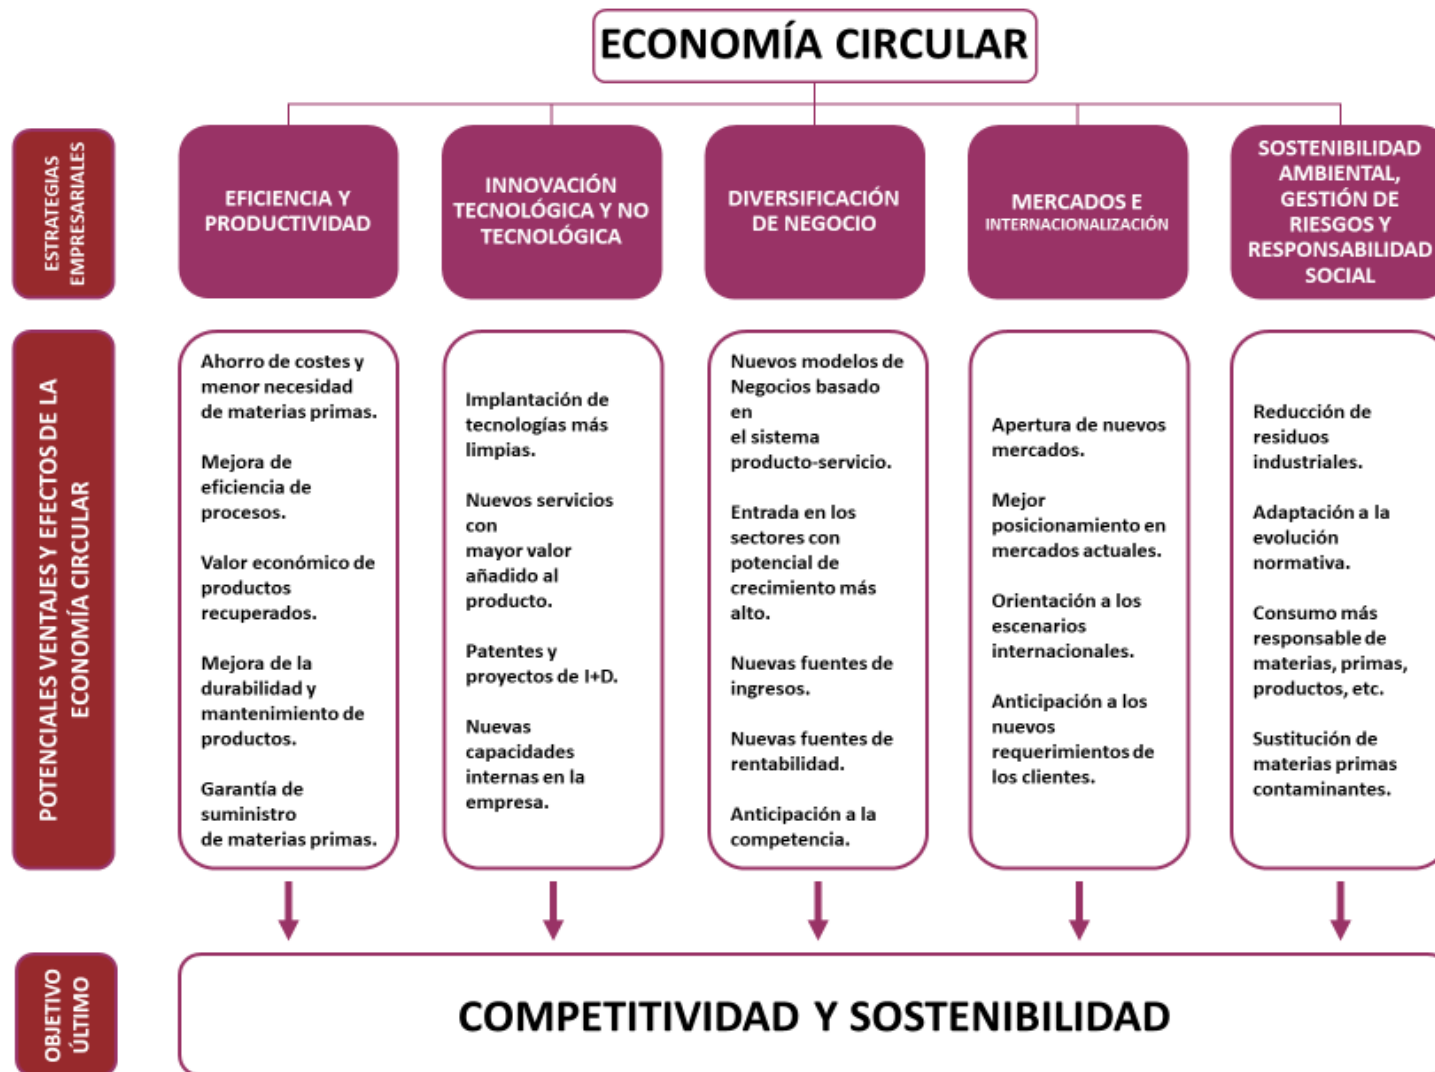 ECONOMÍA CIRCULAR
ESTRATEGIAS
EMPRESARIALES
EFICIENCIA Y
PRODUCTIVIDAD
INNOVACIÓN
TECNOLÓGICA Y NO
TECNOLÓGICA
DIVERSIFICACIÓN
DE NEGOCIO
MERCADOS E
INTERNACIONALIZACIÓN
SOSTENIBILIDAD
AMBIENTAL,
GESTIÓN DE
RIESGOS Y
RESPONSABILIDAD
SOCIAL
POTENCIALES VENTAJES Y EFECTOS DE LA
ECONOMÍA CIRCULAR
Ahorro de costes y
menor necesidad
de materias primas.
Mejora de
eficiencia de
procesos.
Valor económico de
productos
recuperados.
Mejora de la
durabilidad y
mantenimiento de
productos.
Garantía de
suministro
de materias primas.
Implantación de
tecnologías más
limpias.
Nuevos servicios
con
mayor valor
añadido al
producto.
Patentes y
proyectos de I+D.
Nuevas
capacidades
internas en la
empresa.
Nuevos modelos de
Negocios basado
en
el sistema
producto-servicio.
Entrada en los
sectores con
potencial de
crecimiento más
alto.
Nuevas fuentes de
ingresos.
Nuevas fuentes de
rentabilidad.
Anticipación a la
competencia.
Apertura de nuevos
mercados.
Mejor
posicionamiento en
mercados actuales.
Orientación a los
escenarios
internacionales.
Anticipación a los
nuevos
requerimientos de
los clientes.
Reducción de
residuos
industriales.
Adaptación a la
evolución
normativa.
Consumo más
responsable de
materias, primas,
productos, etc.
Sustitución de
materias primas
contaminantes.
OBJETIVO
ÚLTIMO
COMPETITIVIDAD Y SOSTENIBILIDAD